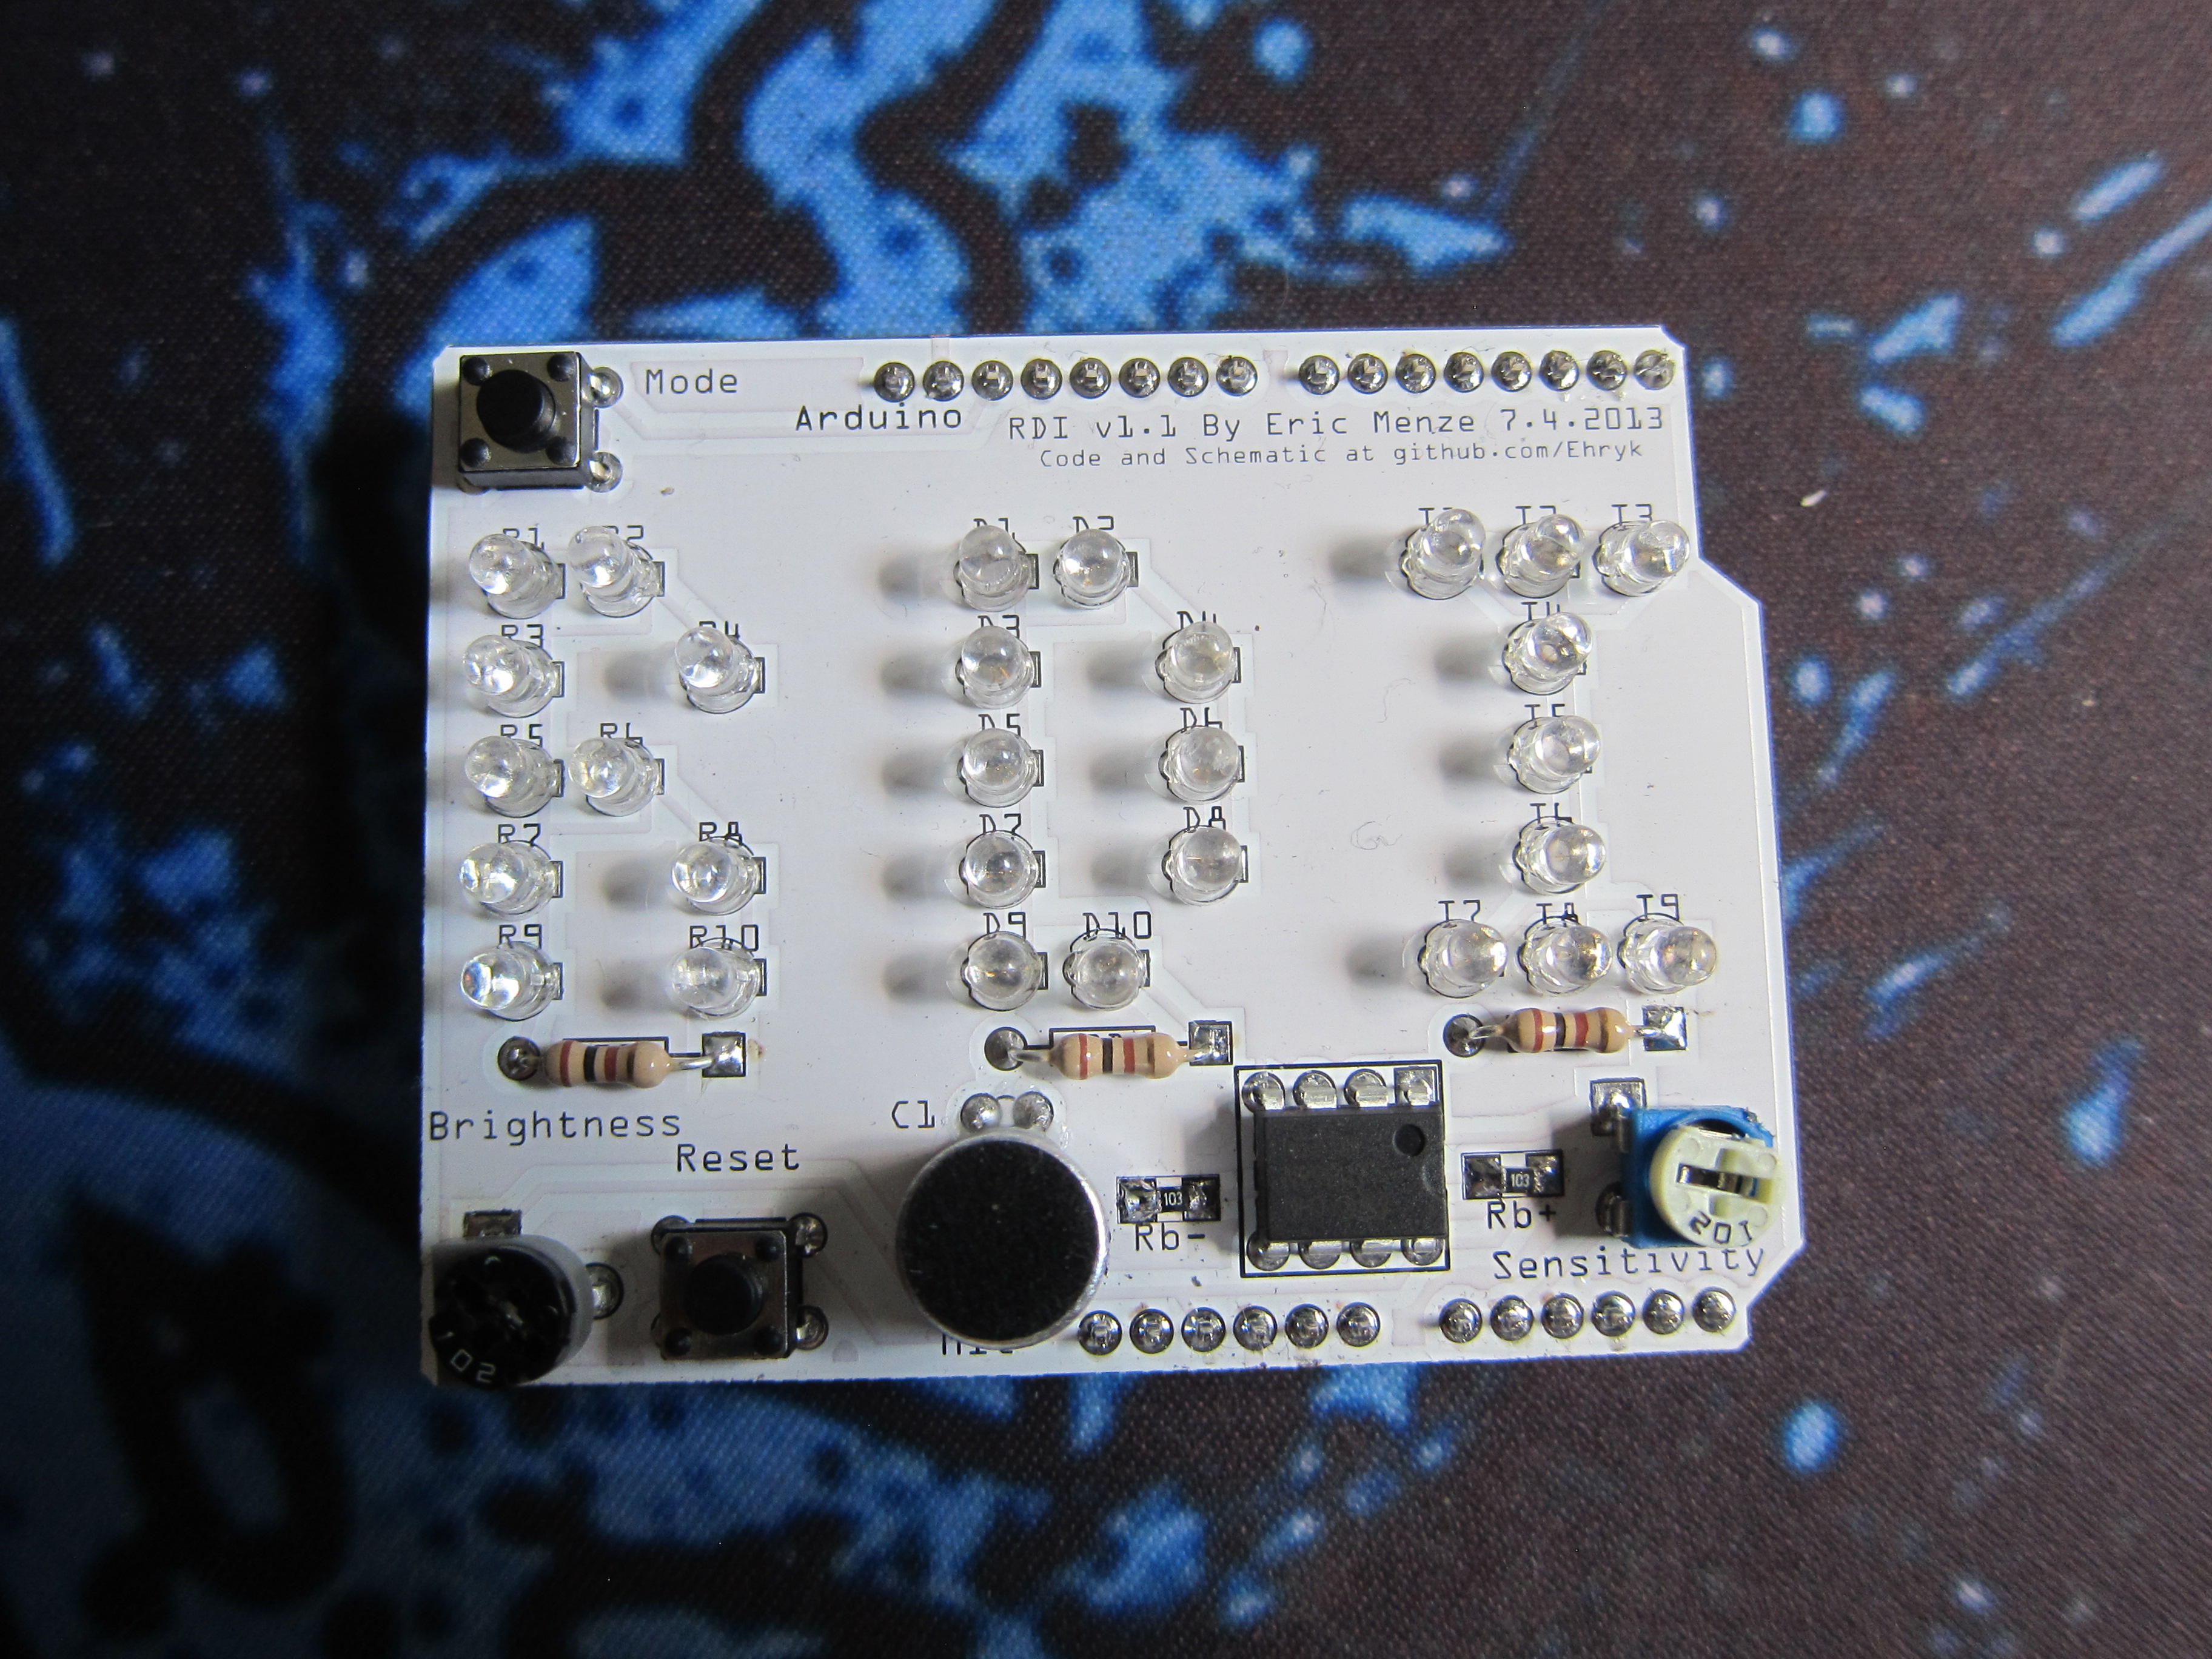 Mode
Arduino
RDI v1.1 By Eric Menze 7.4.2013
Code and Schematic at github.com/Ehryk
R1 R2 D1 D2 I2 I3
R3 R4 D3 D4 I4
R5 R6 D5 D6 I5
R7 R8 D7 D8 I6
R9 R10 D9 D10 I7 I8 I9
Brightness
Reset
C1
103
Rb-
103
Rb+
201
Sensitivity
102